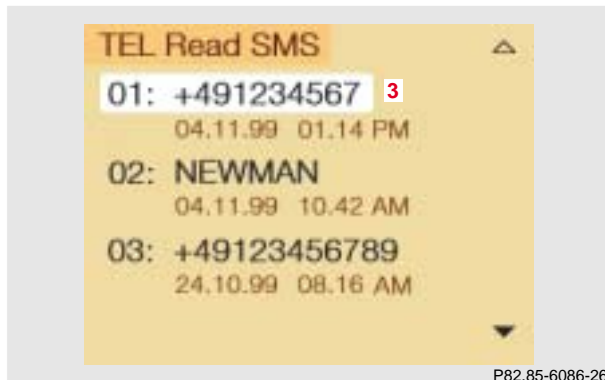 TEL Read SMS
01: +491234567 3
04.11.99 01.14 PM
02: NEWMAN
04.11.99 10.42 AM
03: +49123456789
24.10.99 08.16 AM
P82.85-6086-26